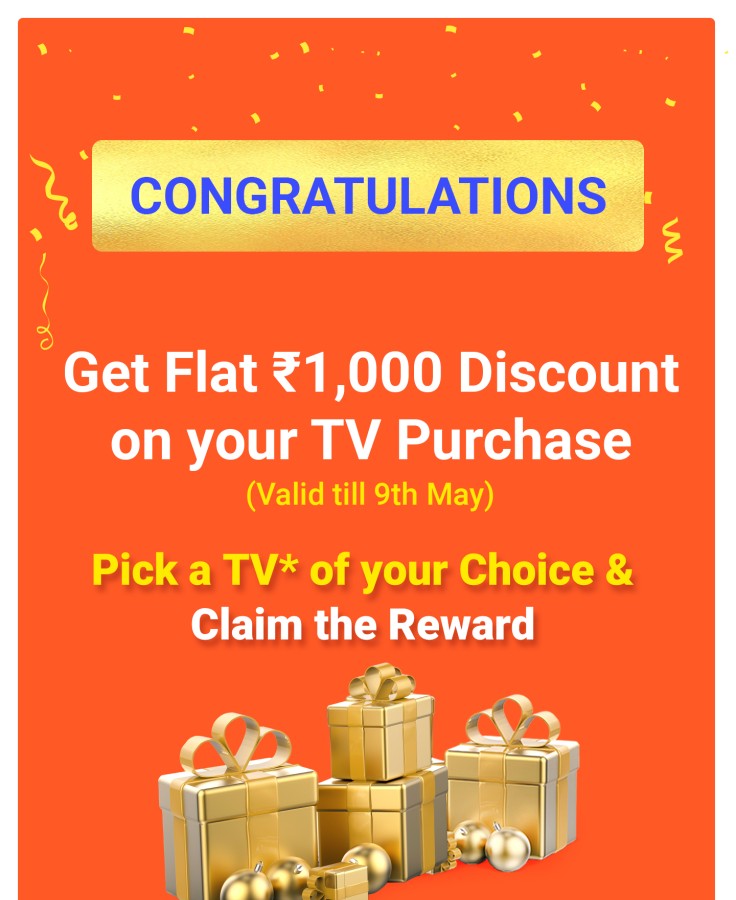 CONGRATULATIONS
Get Flat ₹1,000 Discount
on your TV Purchase
(Valid till 9th May)
Pick a TV* of your Choice &
Claim the Reward